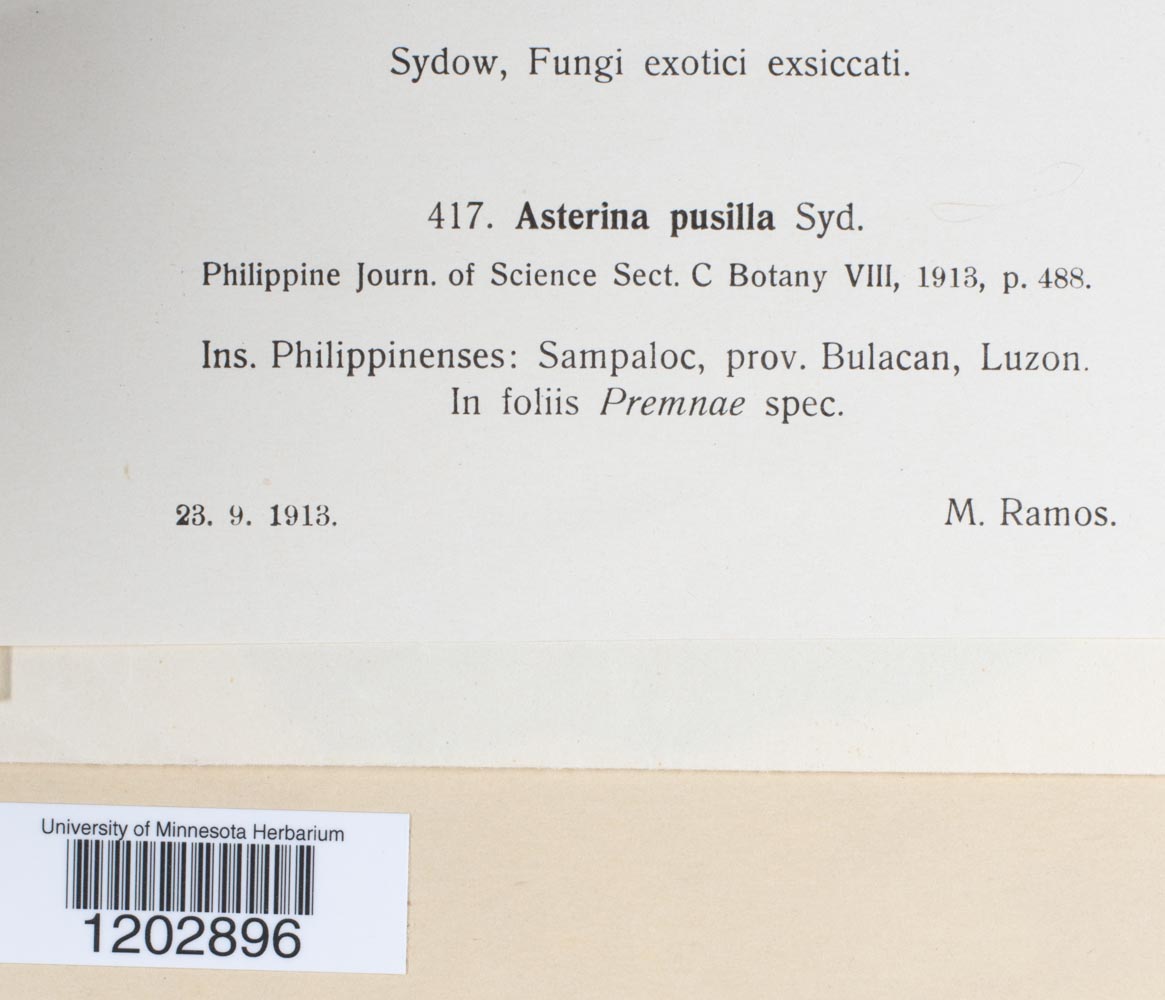 Sydow, Fungi exotici exsiccati.
417. Asterina pusilla Syd.
Philippine Journ. of Science Sect. C Botany VIII, 1913, p. 488.
Ins. Philippinenses: Sampaloc, prov. Bulacan, Luzon.
In foliis Premnae spec.
23. 9. 1913. M. Ramos.
University of Minnesota Herbarium
1202896